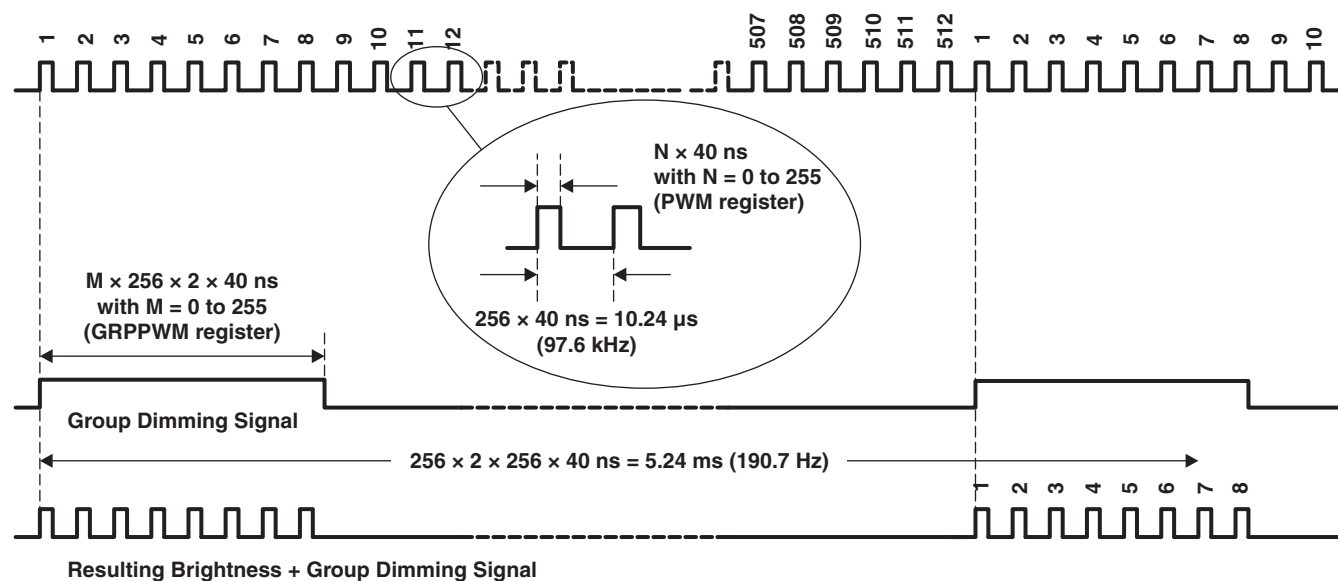 1 2 3 4 5 6 7 8 9 10 11 12 507 508 509 510 511 512 1 2 3 4 5 6 7 8 9 10
N × 40 ns
with N = 0 to 255
(PWM register)
M × 256 × 2 × 40 ns
with M = 0 to 255
(GRPPWM register)
256 × 40 ns = 10.24 µs
(97.6 kHz)
Group Dimming Signal
256 × 2 × 256 × 40 ns = 5.24 ms (190.7 Hz)
1 2 3 4 5 6 7 8
Resulting Brightness + Group Dimming Signal